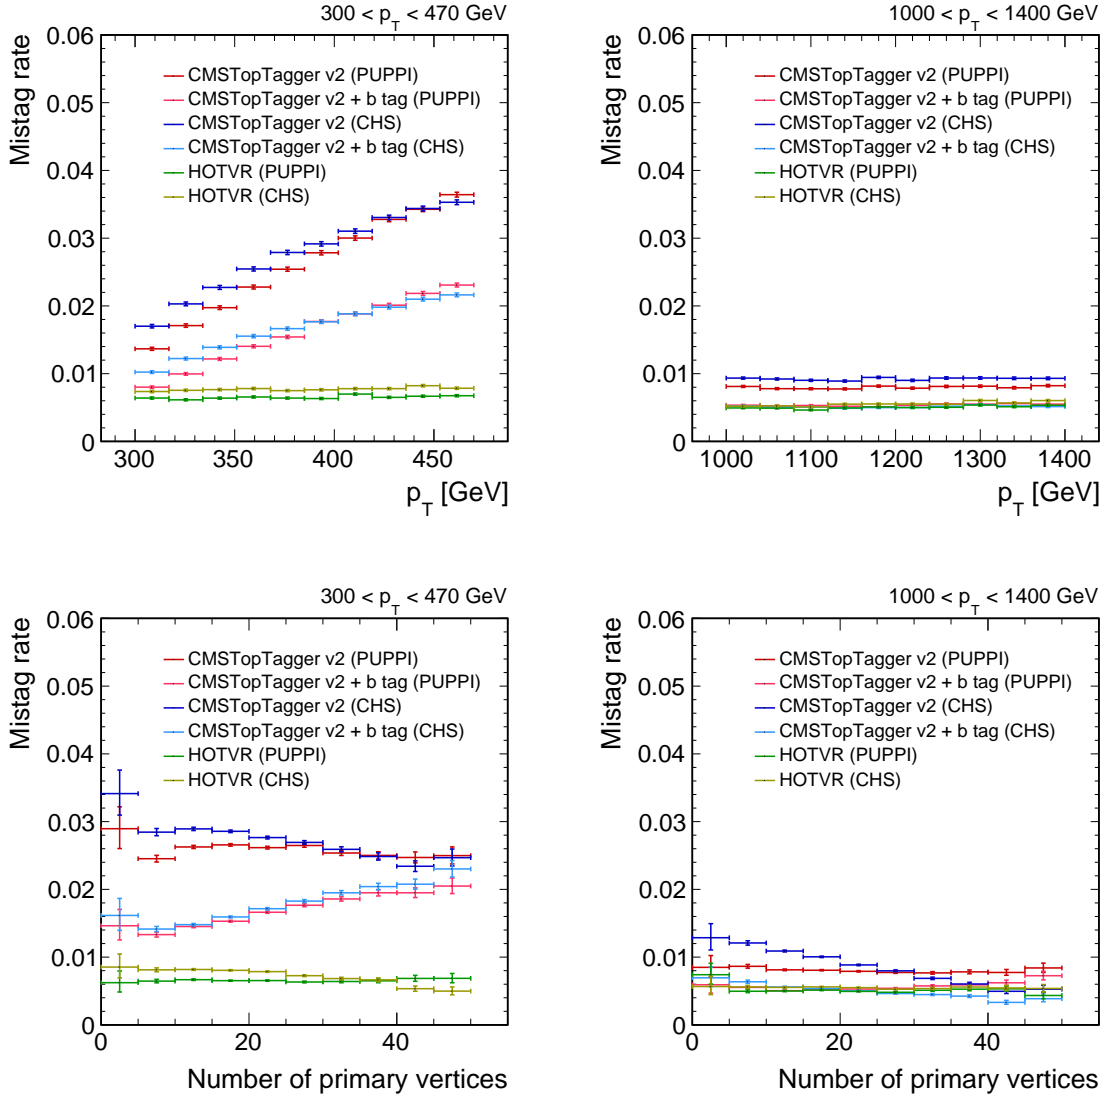 300 < p_T < 470 GeV
Mistag rate
0.06
0.05
0.04
0.03
0.02
0.01
0
CMSTopTagger v2 (PUPPI)
CMSTopTagger v2 + b tag (PUPPI)
CMSTopTagger v2 (CHS)
CMSTopTagger v2 + b tag (CHS)
HOTVR (PUPPI)
HOTVR (CHS)
300 350 400 450
p_T [GeV]
1000 < p_T < 1400 GeV
Mistag rate
0.06
0.05
0.04
0.03
0.02
0.01
0
CMSTopTagger v2 (PUPPI)
CMSTopTagger v2 + b tag (PUPPI)
CMSTopTagger v2 (CHS)
CMSTopTagger v2 + b tag (CHS)
HOTVR (PUPPI)
HOTVR (CHS)
1000 1100 1200 1300 1400
p_T [GeV]
300 < p_T < 470 GeV
Mistag rate
0.06
0.05
0.04
0.03
0.02
0.01
0
CMSTopTagger v2 (PUPPI)
CMSTopTagger v2 + b tag (PUPPI)
CMSTopTagger v2 (CHS)
CMSTopTagger v2 + b tag (CHS)
HOTVR (PUPPI)
HOTVR (CHS)
0 20 40
Number of primary vertices
1000 < p_T < 1400 GeV
Mistag rate
0.06
0.05
0.04
0.03
0.02
0.01
0
CMSTopTagger v2 (PUPPI)
CMSTopTagger v2 + b tag (PUPPI)
CMSTopTagger v2 (CHS)
CMSTopTagger v2 + b tag (CHS)
HOTVR (PUPPI)
HOTVR (CHS)
0 20 40
Number of primary vertices